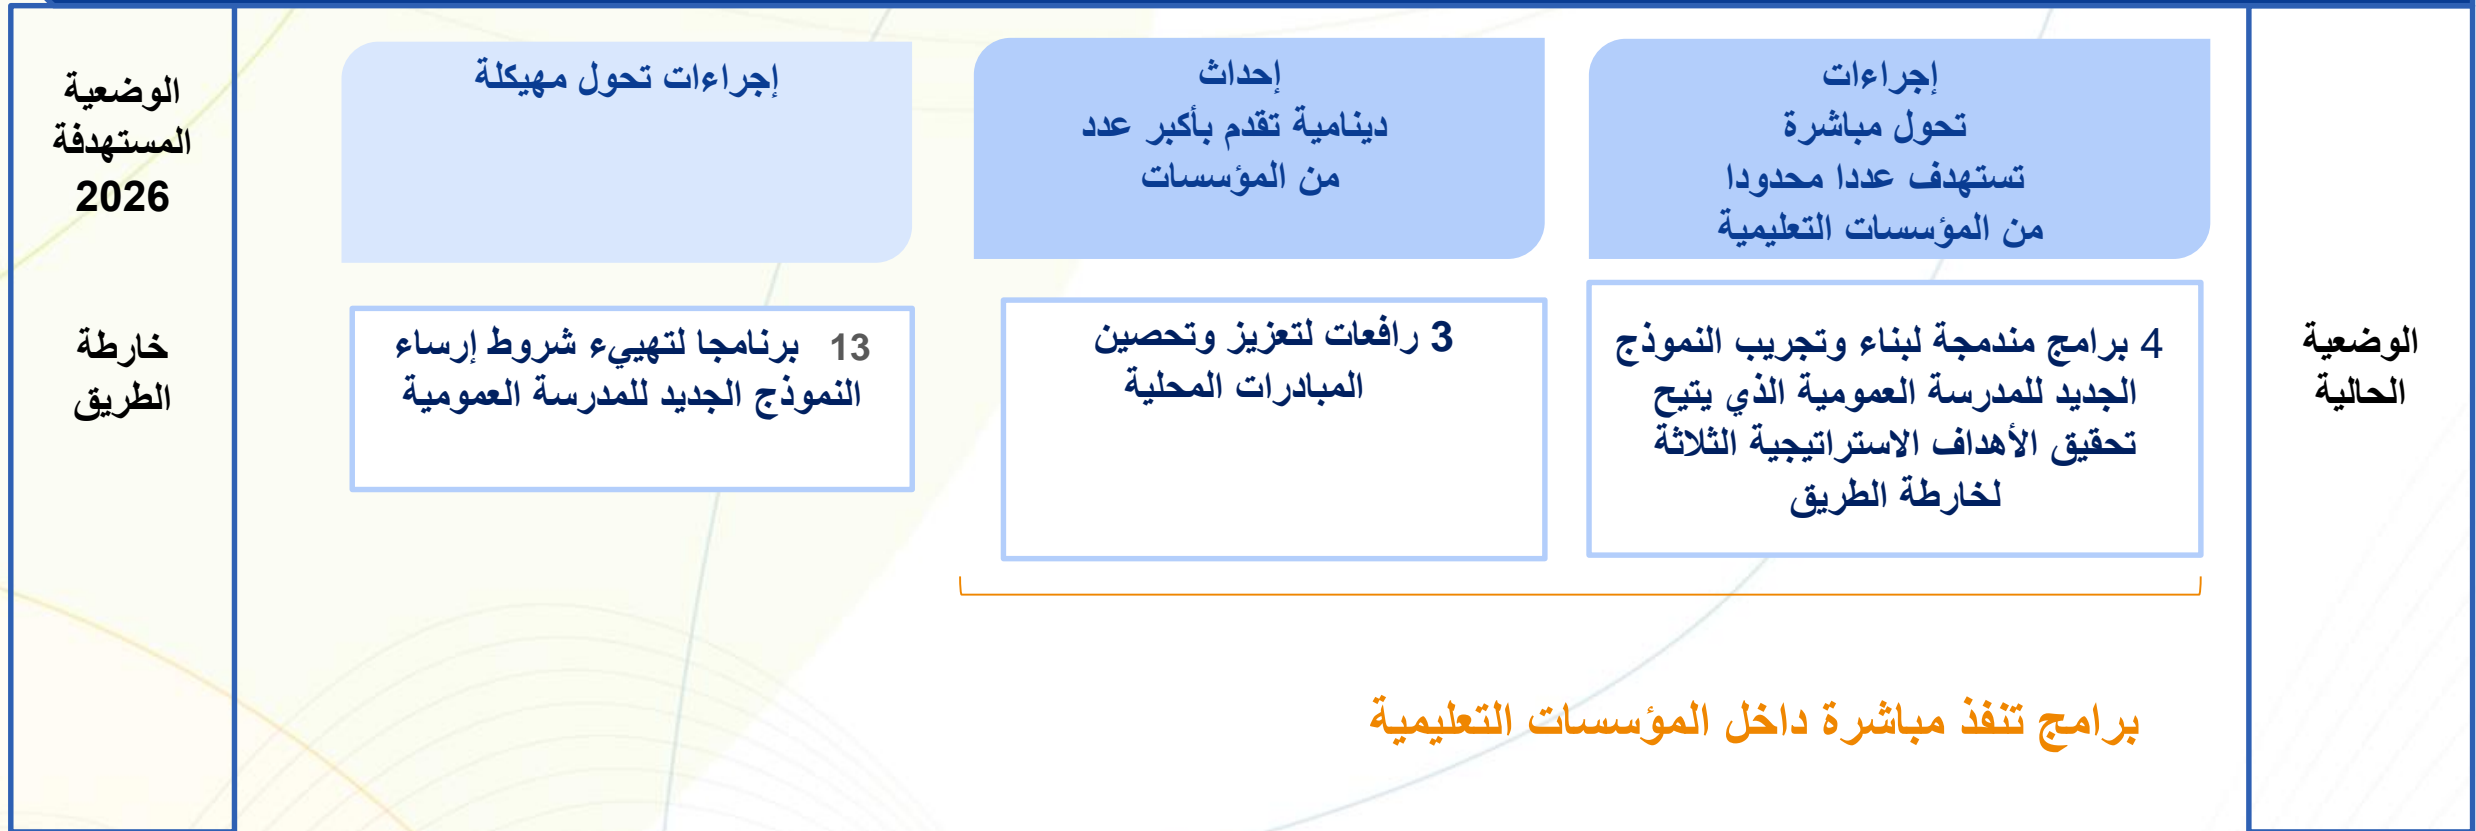 الوضعية
الحالية
إجراءات
تحول مباشرة
تستهدف عددا محدودا
من المؤسسات التعليمية
4 برامج مندمجة لبناء وتجريب النموذج
الجديد للمدرسة العمومية الذي يتيح
تحقيق الأهداف الاستراتيجية الثلاثة
لخارطة الطريق
إحداث
دينامية تقدم بأكبر عدد
من المؤسسات
3 رافعات لتعزيز وتحصين
المبادرات المحلية
إجراءات تحول مهيكلة
13 برنامجا لتهييء شروط إرساء
النموذج الجديد للمدرسة العمومية
الوضعية
المستهدفة
2026
خارطة
الطريق
برامج تنفذ مباشرة داخل المؤسسات التعليمية